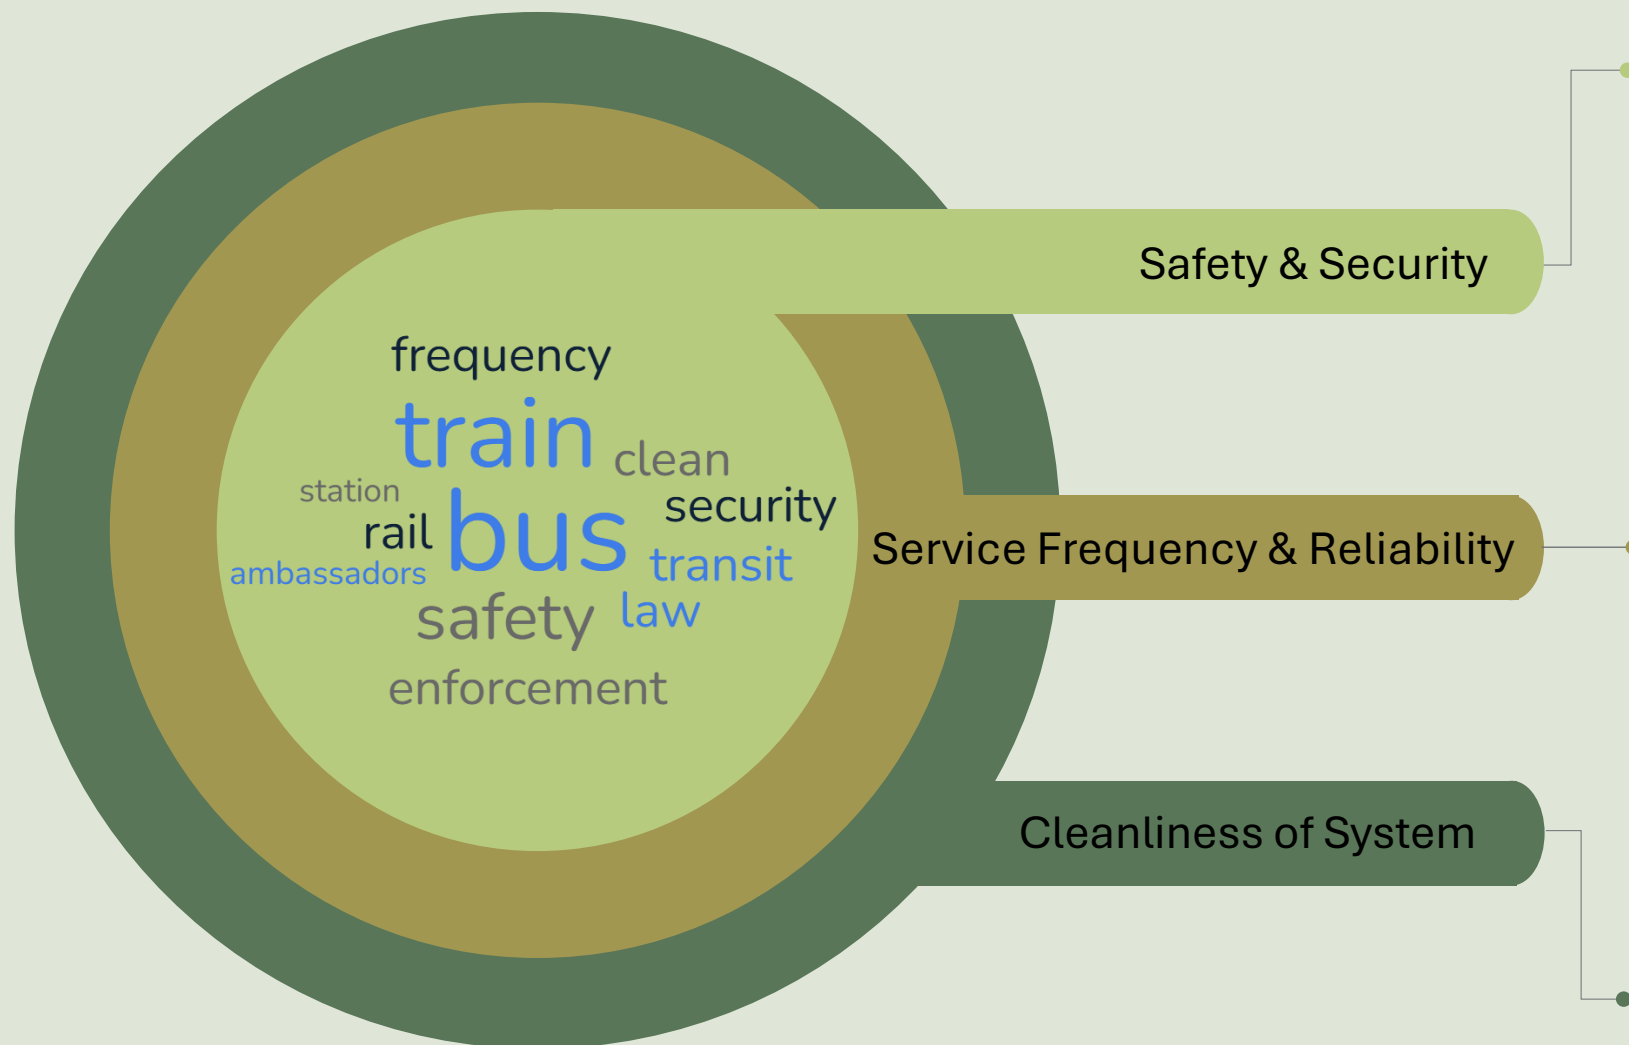 Safety & Security
frequency
train
clean
station
security
rail
bus
Service Frequency & Reliability
transit
ambassadors
safety
law
enforcement
Cleanliness of System